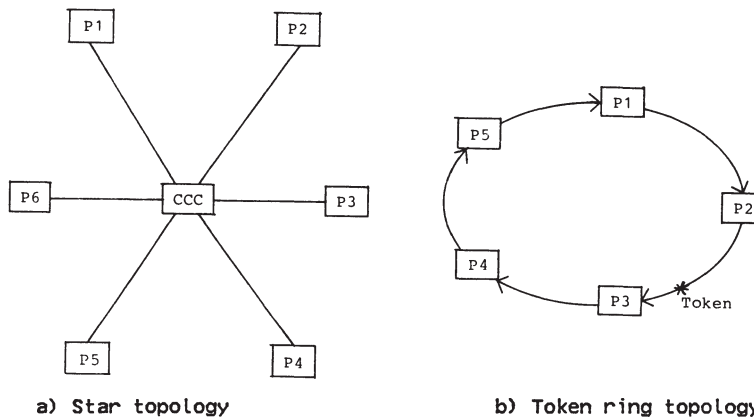 P1
P2
P6
CCC
P3
P5
P4
a) Star topology
P1
P5
P2
P4
P3
Token
b) Token ring topology